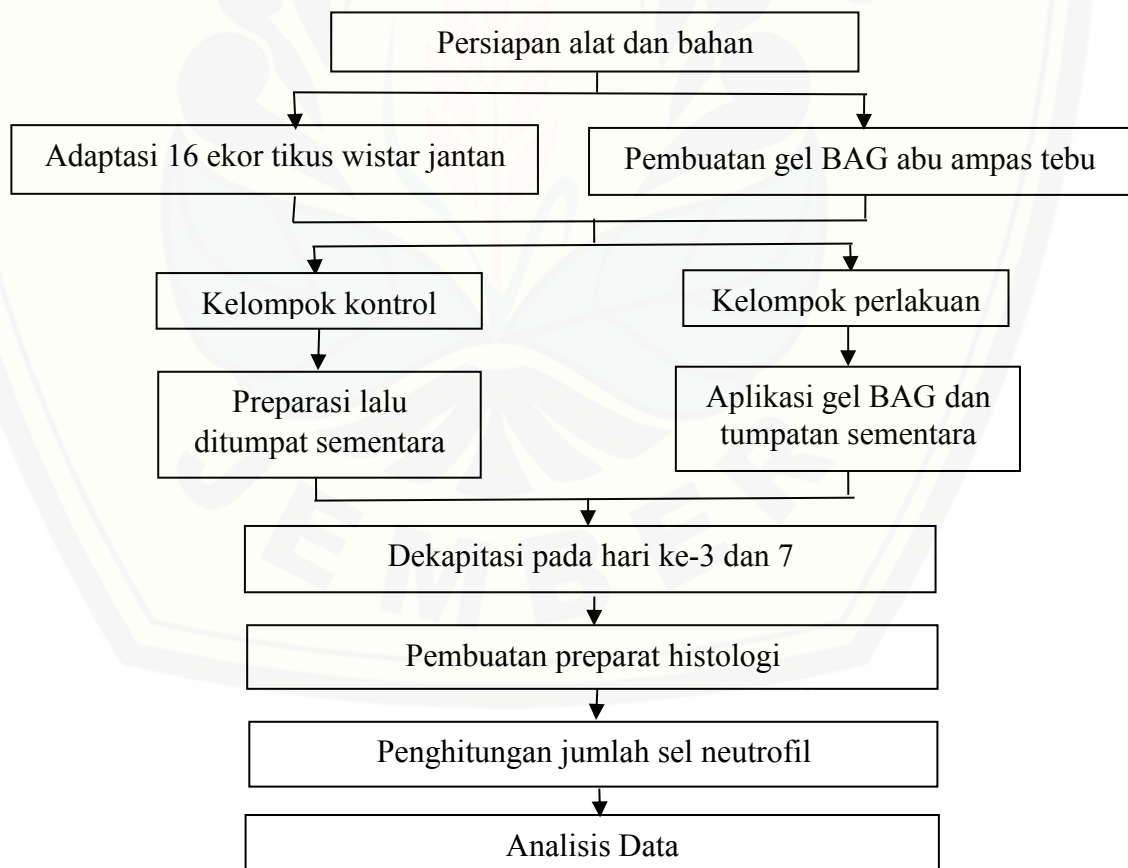 Persiapan alat dan bahan
Adaptasi 16 ekor tikus wistar jantan
Pembuatan gel BAG abu ampas tebu
Kelompok kontrol
Kelompok perlakuan
Preparasi lalu
ditumpat sementara
Aplikasi gel BAG dan
tumpatan sementara
Dekapitasi pada hari ke-3 dan 7
Pembuatan preparat histologi
Penghitungan jumlah sel neutrofil
Analisis Data
JEMBER